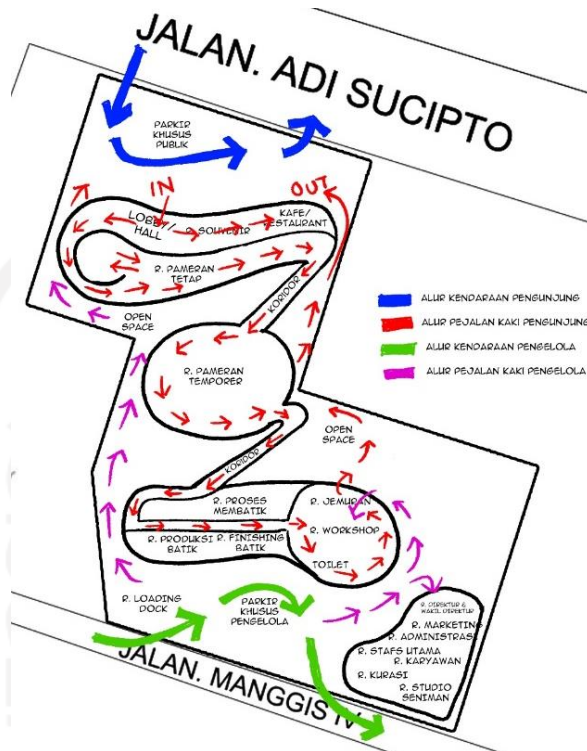 JALAN. ADI SUCIPTO
PARKIR
KHUSUS
PUBLIK
IN
OUT
LOBBY/
HALL
R. SOUVENIR
KAFE/
RESTAURANT
R. PAMERAN
TETAP
KORIDOR
OPEN
SPACE
R. PAMERAN
TEMPORER
ALUR KENDARAAN PENGUNJUNG
ALUR PEJALAN KAKI PENGUNJUNG
ALUR KENDARAAN PENGELOLA
ALUR PEJALAN KAKI PENGELOLA
OPEN
SPACE
KORIDOR
R. PROSES
MEMBATIK
R. JEMURAN
R. PRODUKSI
BATIK
R. FINISHING
BATIK
R. WORKSHOP
TOILET
R. LOADING
DOCK
PARKIR
KHUSUS
PENGELOLA
R. DIREKTUR &
WAKIL DIREKTUR
R. MARKETING
R. ADMINISTRASI
R. STAFS UTAMA
R. KARYAWAN
R. KURASI
R. STUDIO
SENIMAN
JALAN. MANGGIS IV